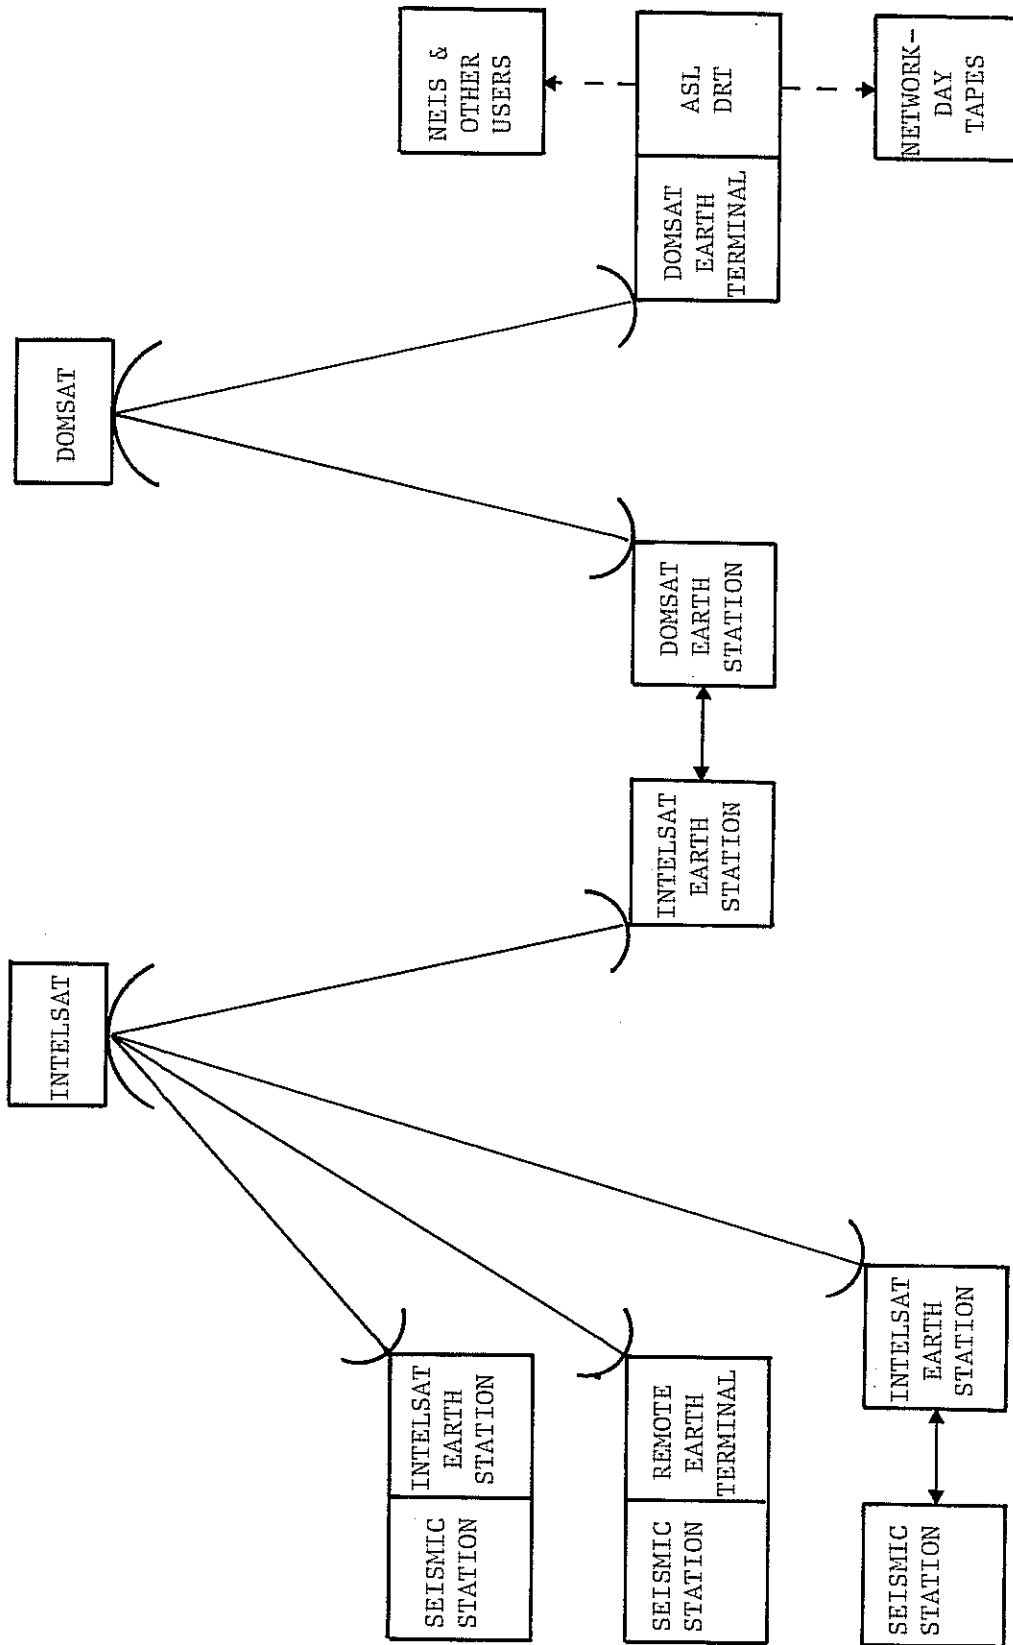 INTELSAT
DOMSAT
SEISMIC
STATION
INTELSAT
EARTH
STATION
NEIS &
OTHER
USERS
SEISMIC
STATION
REMOTE
EARTH
TERMINAL
INTELSAT
EARTH
STATION
DOMSAT
EARTH
STATION
DOMSAT
EARTH
TERMINAL
ASL
DRT
SEISMIC
STATION
INTELSAT
EARTH
STATION
NETWORK-
DAY
TAPES